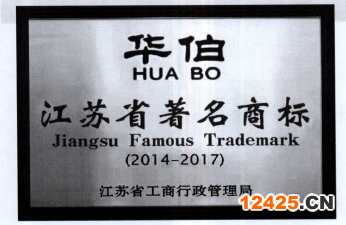 华伯
HUA BO
江苏省著名商标
Jiangsu Famous Trademark
(2014-2017)
江苏省工商行政管理局
12425.CN